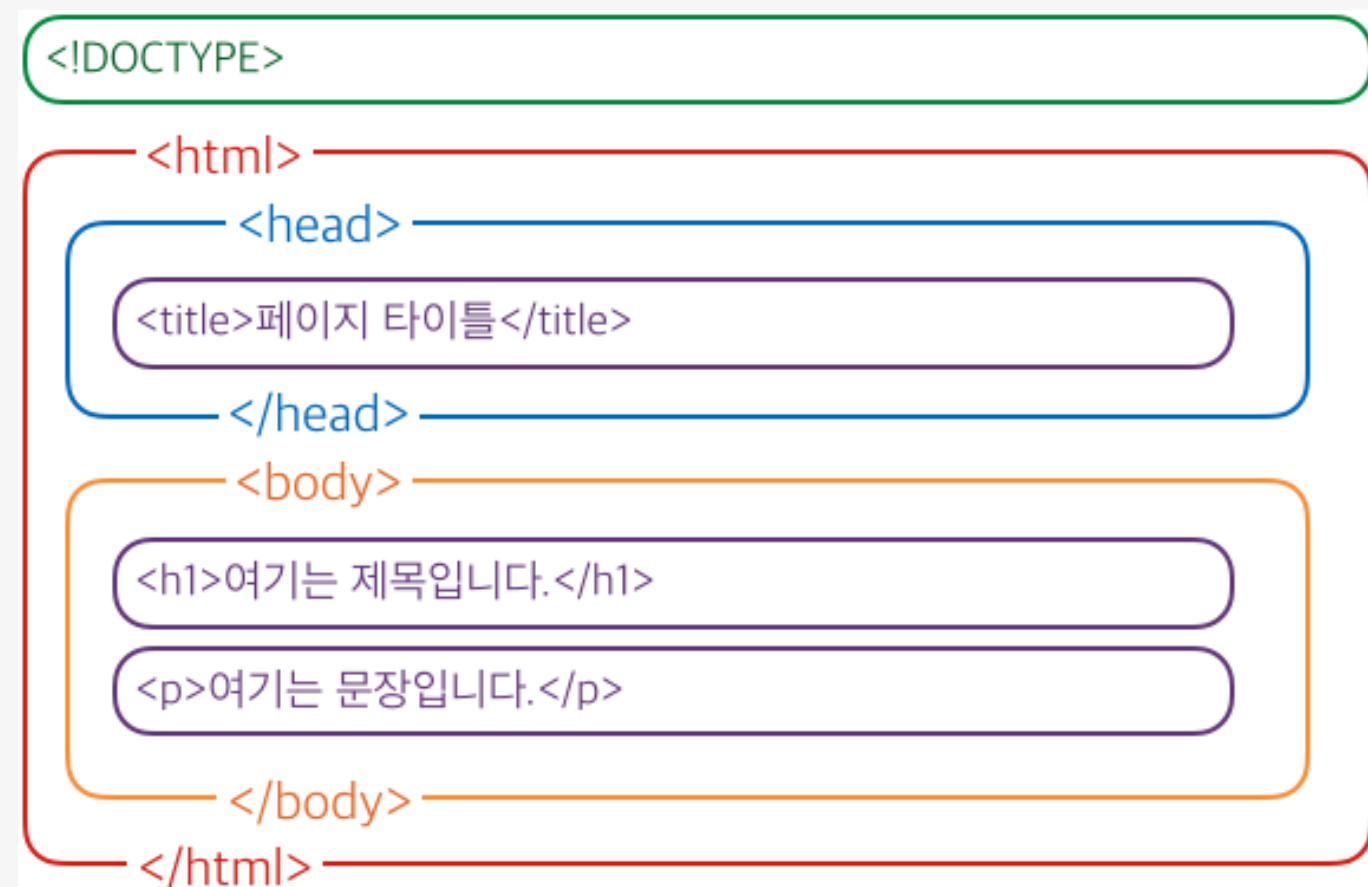 <!DOCTYPE>
<html>
<head>
<title>페이지 타이틀</title>
</head>
<body>
<h1>여기는 제목입니다.</h1>
<p>여기는 문장입니다.</p>
</body>
</html>